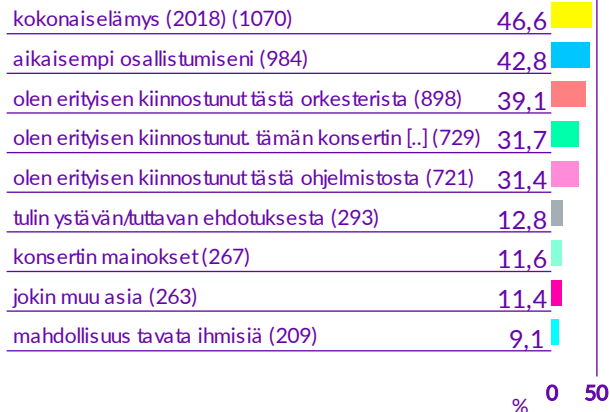 kokonaiselämys (2018) (1070) 46,6
aikaisempi osallistumiseni (984) 42,8
olen erityisen kiinnostunut tästä orkesterista (898) 39,1
olen erityisen kiinnostunut. tämän konsertin [..] (729) 31,7
olen erityisen kiinnostunut tästä ohjelmistosta (721) 31,4
tulin ystävän/tuttavan ehdotuksesta (293) 12,8
konsertin mainokset (267) 11,6
jokin muu asia (263) 11,4
mahdollisuus tavata ihmisiä (209) 9,1
% 0 50